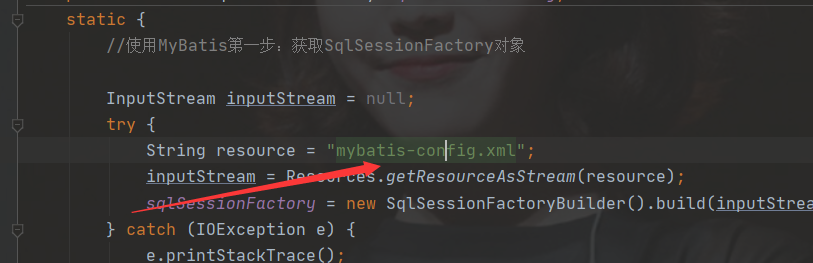 static {
//使用MyBatis第一步：获取SqlSessionFactory对象
InputStream inputStream = null;
try {
String resource = "mybatis-config.xml";
inputStream = Resources.getResourceAsStream(resource);
sqlSessionFactory = new SqlSessionFactoryBuilder().build(inputStrea
} catch (IOException e) {
e.printStackTrace();